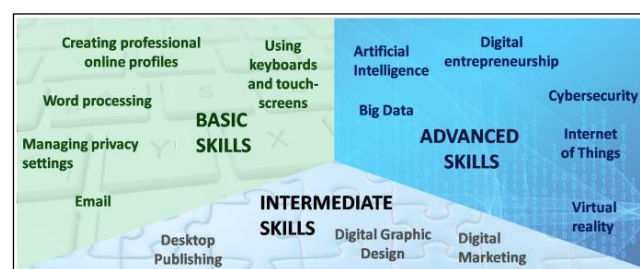 Creating professional
online profiles
Using
keyboards
and touch-
screens
Word processing
BASIC
SKILLS
Managing privacy
settings
Email
Artificial
Intelligence
Digital
entrepreneurship
Big Data
Cybersecurity
ADVANCED
SKILLS
Internet
of Things
Virtual
reality
INTERMEDIATE
SKILLS
Desktop
Publishing
Digital Graphic
Design
Digital
Marketing